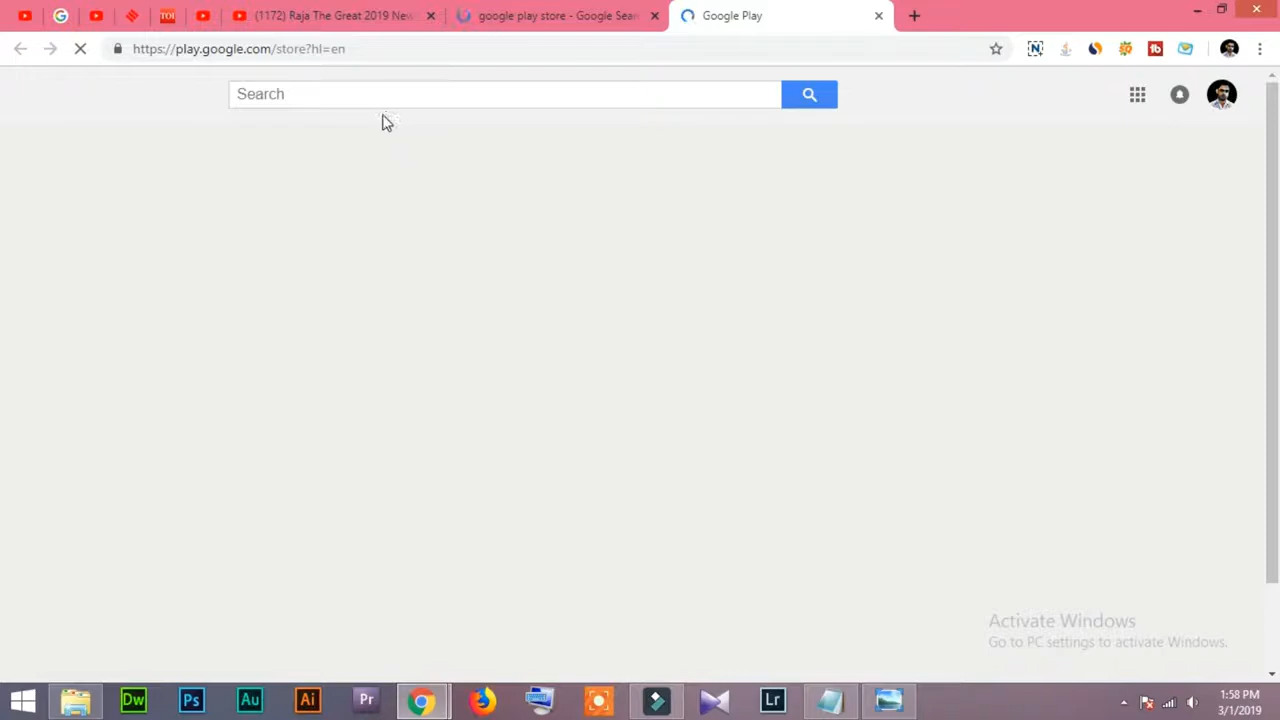 TOI
(1172) Raja The Great 2019 New
google play store - Google Sear
Google Play
https://play.google.com/store?hl=en
Search
Activate Windows
Go to PC settings to activate Windows.
Dw
Ps
Au
Ai
Pr
Lr
1:58 PM
3/1/2019